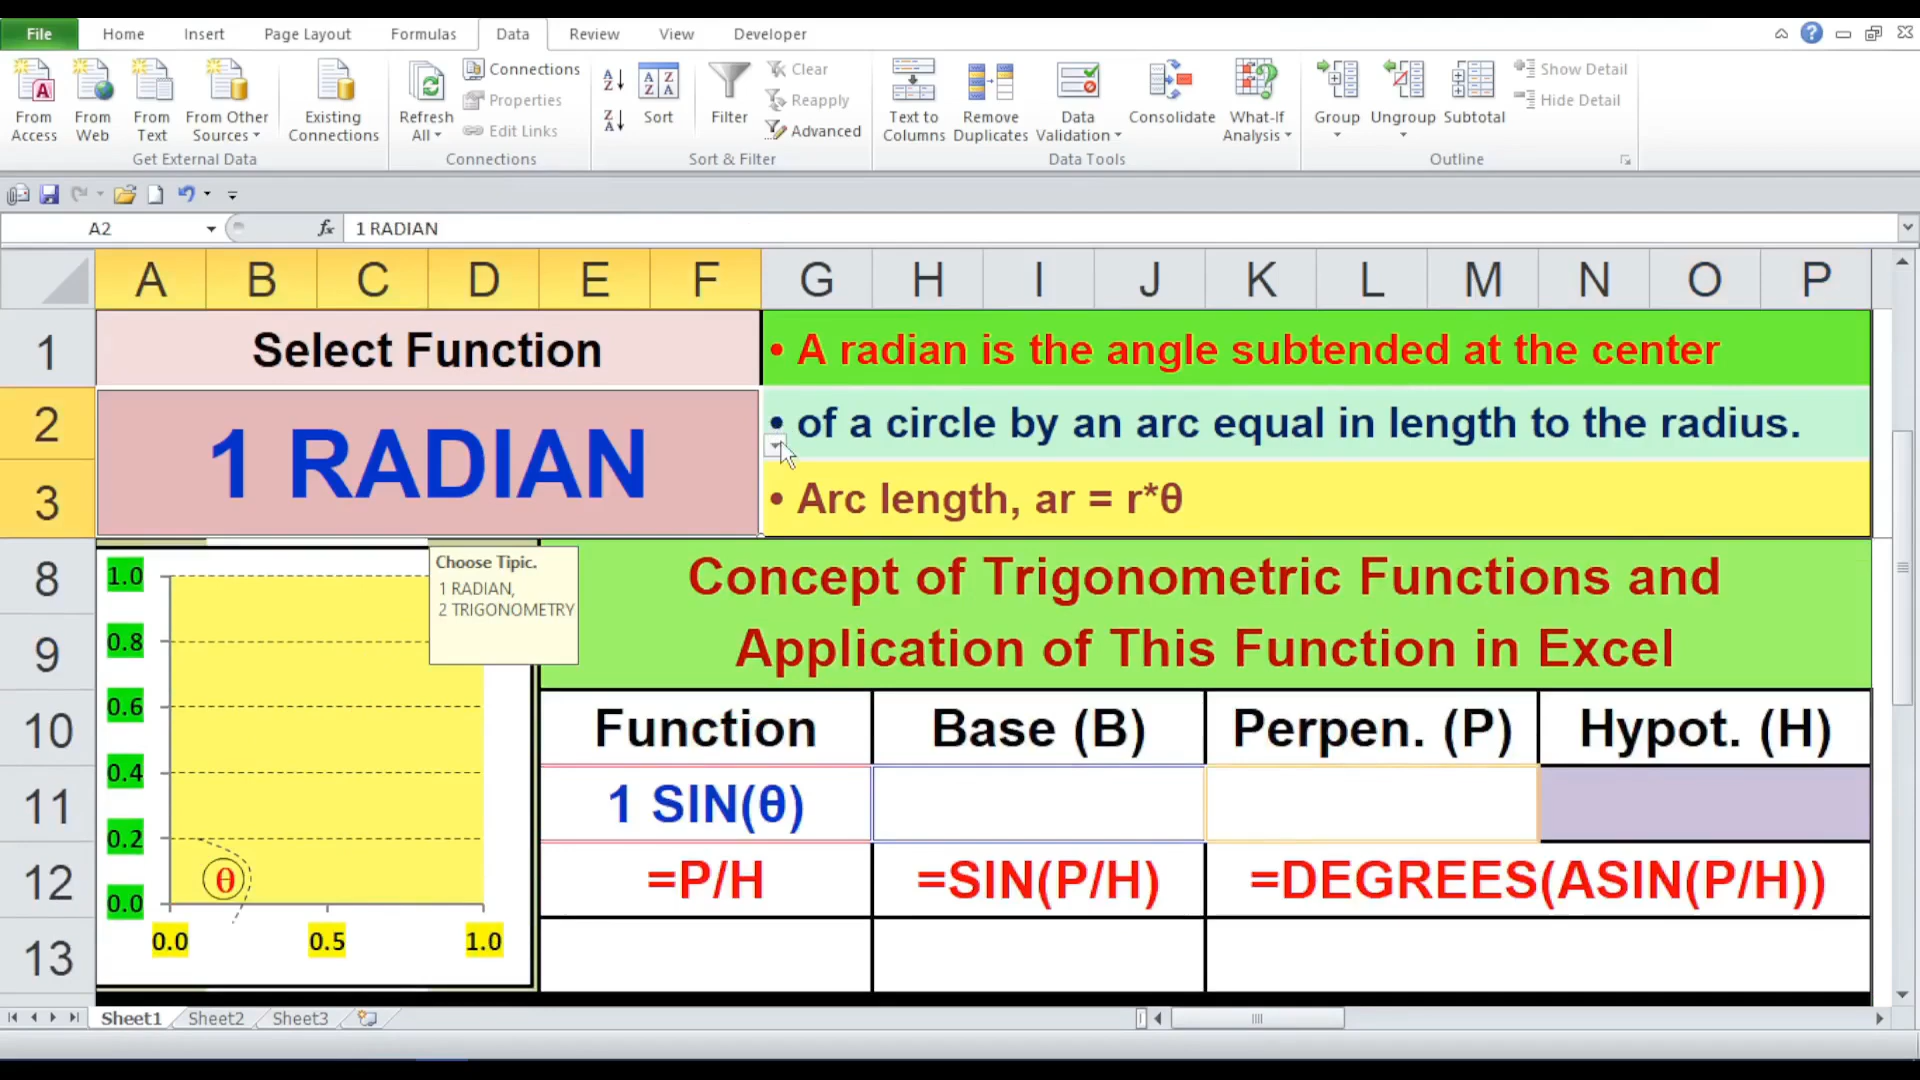 File Home Insert Page Layout Formulas Data Review View Developer
From Access From Web From Text From Other Sources Existing Connections
Get External Data
Refresh All Connections Properties Edit Links
Connections
Sort Filter Clear Reapply Advanced
Sort & Filter
Text to Columns Remove Duplicates Data Validation Consolidate What-If Analysis
Data Tools
Group Ungroup Subtotal Show Detail Hide Detail
Outline
A2 fx 1 RADIAN
A B C D E F G H I J K L M N O P
1 Select Function • A radian is the angle subtended at the center
2 • of a circle by an arc equal in length to the radius.
1 RADIAN
3 • Arc length, ar = r*θ
Choose Tipic.
1 RADIAN,
2 TRIGONOMETRY
1.0
0.8
0.6
0.4
0.2
θ
0.0
0.0 0.5 1.0
8 Concept of Trigonometric Functions and
9 Application of This Function in Excel
10 Function Base (B) Perpen. (P) Hypot. (H)
11 1 SIN(θ)
12 =P/H =SIN(P/H) =DEGREES(ASIN(P/H))
13
Sheet1 Sheet2 Sheet3